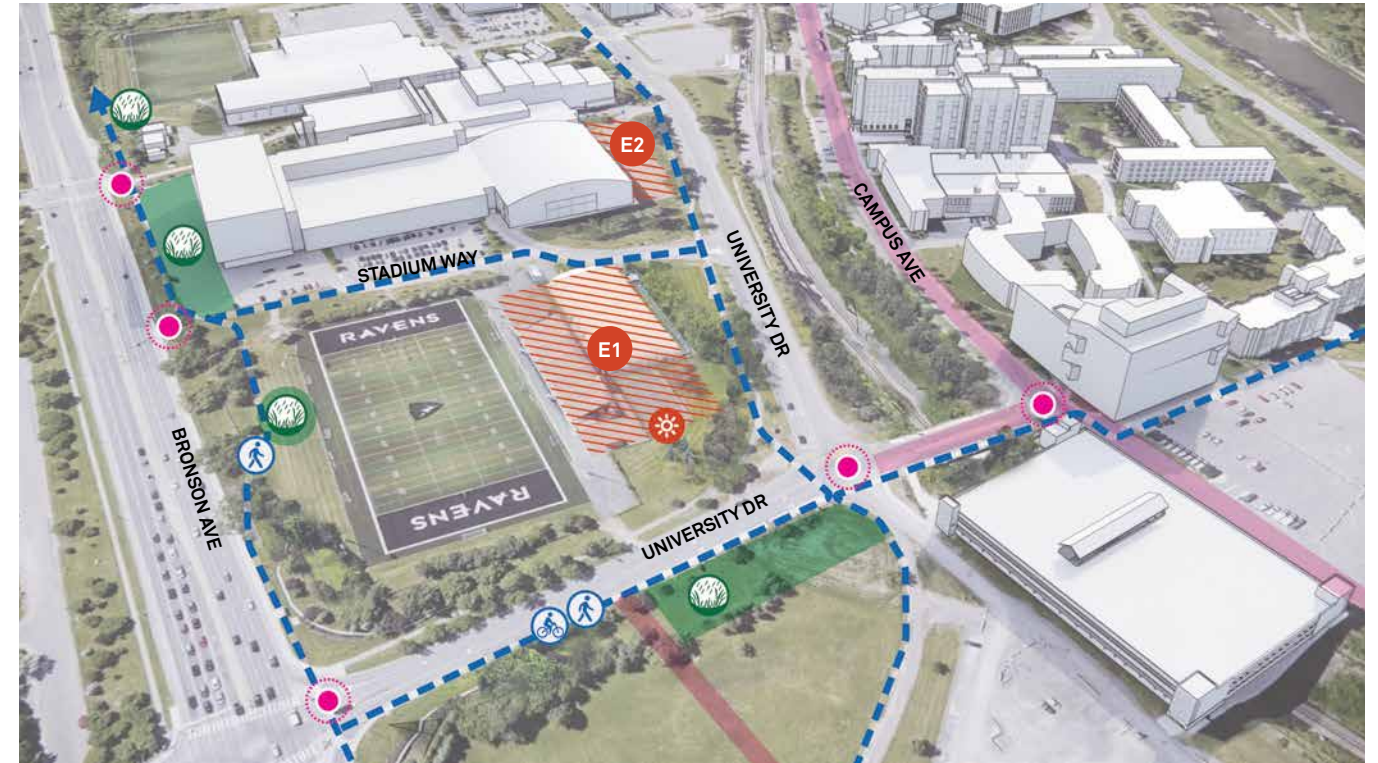 E2
CAMPUS AVE
UNIVERSITY DR
STADIUM WAY
RAVENS
E1
BRONSON AVE
RAVENS
UNIVERSITY DR